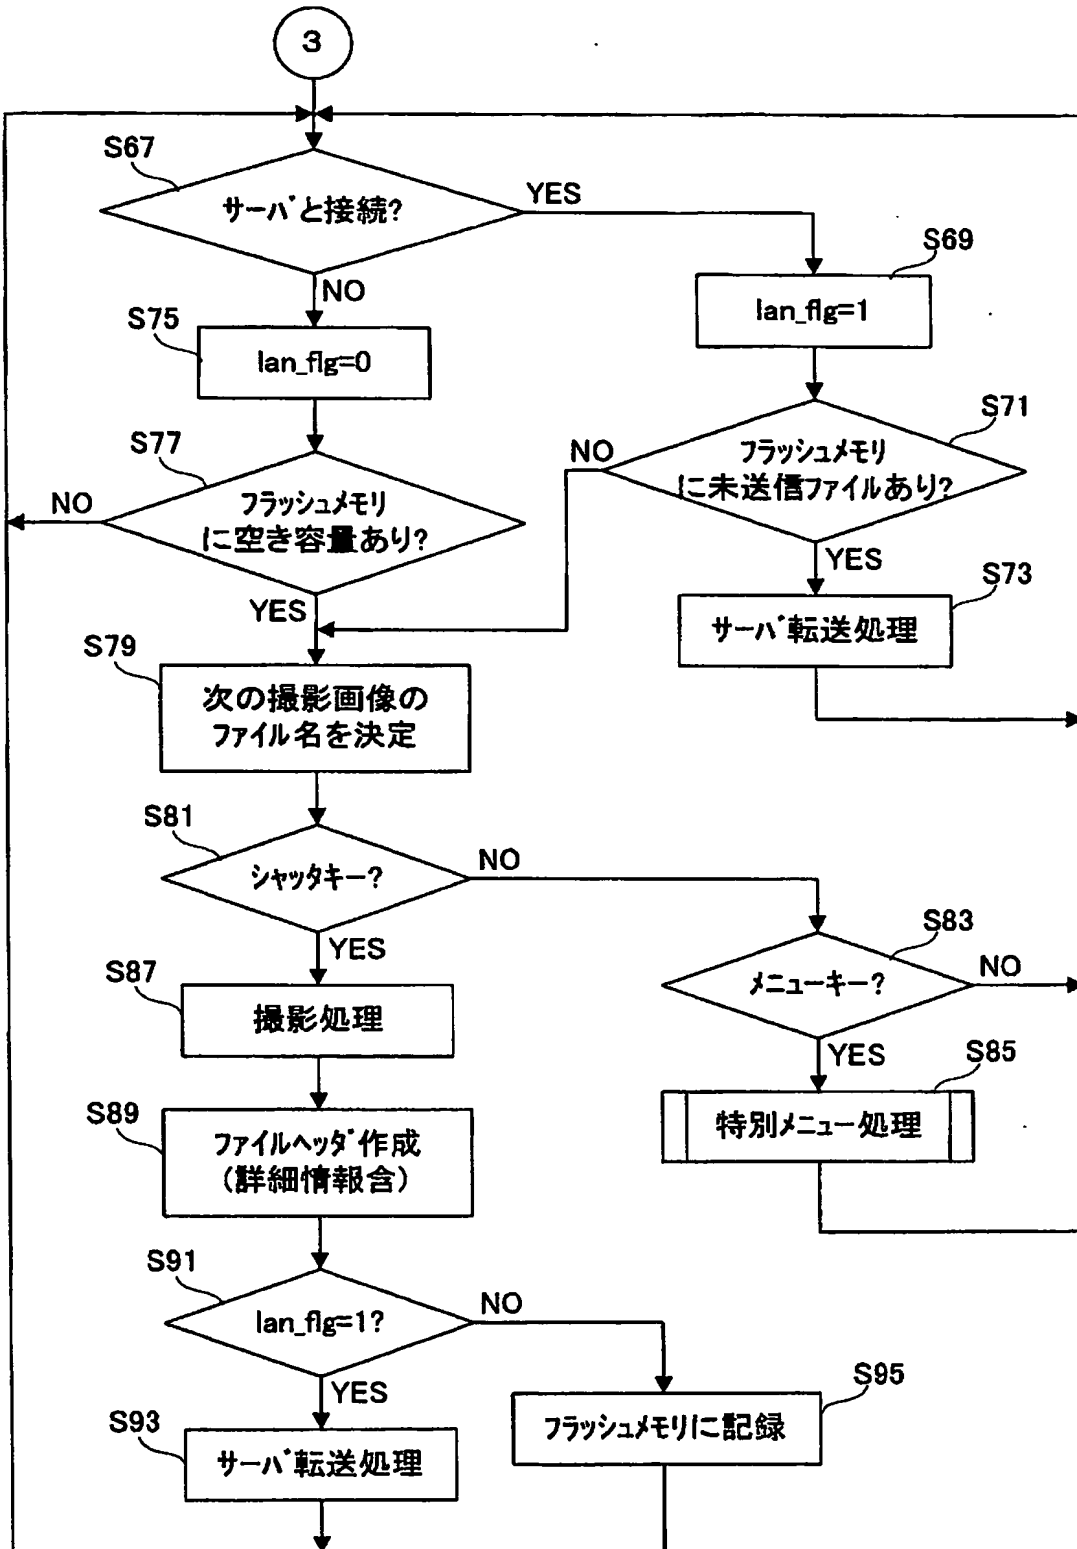 3
S67
サーバと接続?
YES
NO
S69
lan_flg=1
S75
lan_flg=0
S71
フラッシュメモリ
に未送信ファイルあり?
NO
YES
S77
フラッシュメモリ
に空き容量あり?
NO
YES
S73
サーバ転送処理
S79
次の撮影画像の
ファイル名を決定
S81
シャッタキー?
NO
YES
S83
メニューキー?
NO
YES
S87
撮影処理
S85
特別メニュー処理
S89
ファイルヘッダ作成
(詳細情報含)
S91
lan_flg=1?
NO
YES
S95
フラッシュメモリに記録
S93
サーバ転送処理